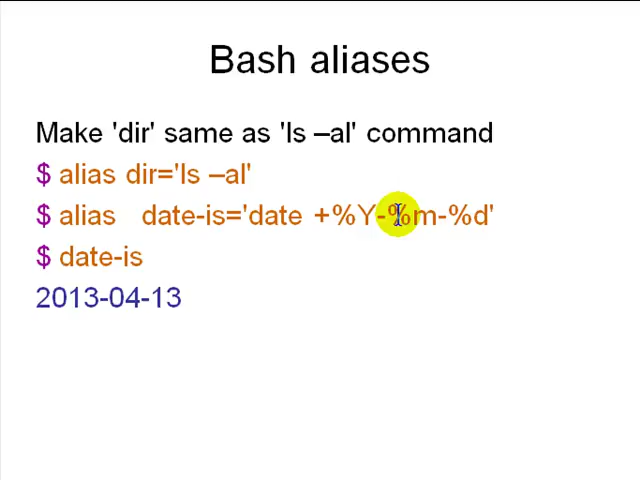 Bash aliases
Make 'dir' same as 'ls –al' command
$ alias dir='ls –al'
$ alias   date-is='date +%Y-%m-%d'
$ date-is
2013-04-13